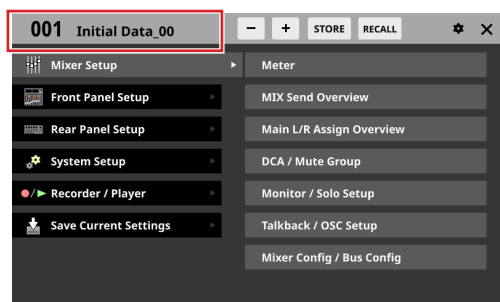 001 Initial Data_00 − + STORE RECALL
Mixer Setup
Front Panel Setup
Rear Panel Setup
System Setup
Recorder / Player
Save Current Settings
Meter
MIX Send Overview
Main L/R Assign Overview
DCA / Mute Group
Monitor / Solo Setup
Talkback / OSC Setup
Mixer Config / Bus Config